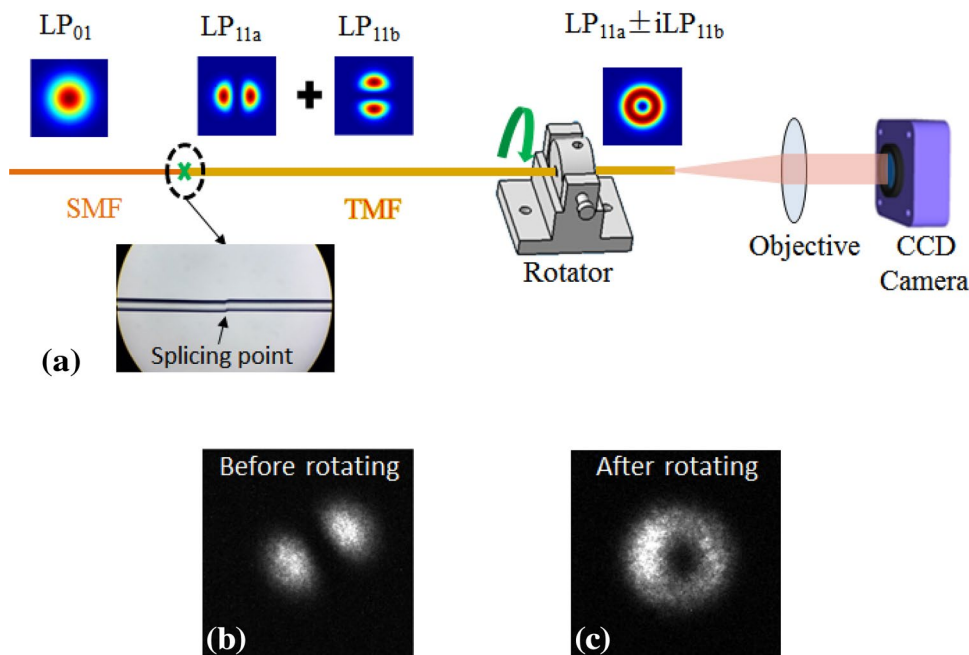 LP01
LP11a
LP11b
LP11a±iLP11b
SMF
TMF
Rotator
Objective
CCD
Camera
Splicing point
(a)
Before rotating
(b)
After rotating
(c)